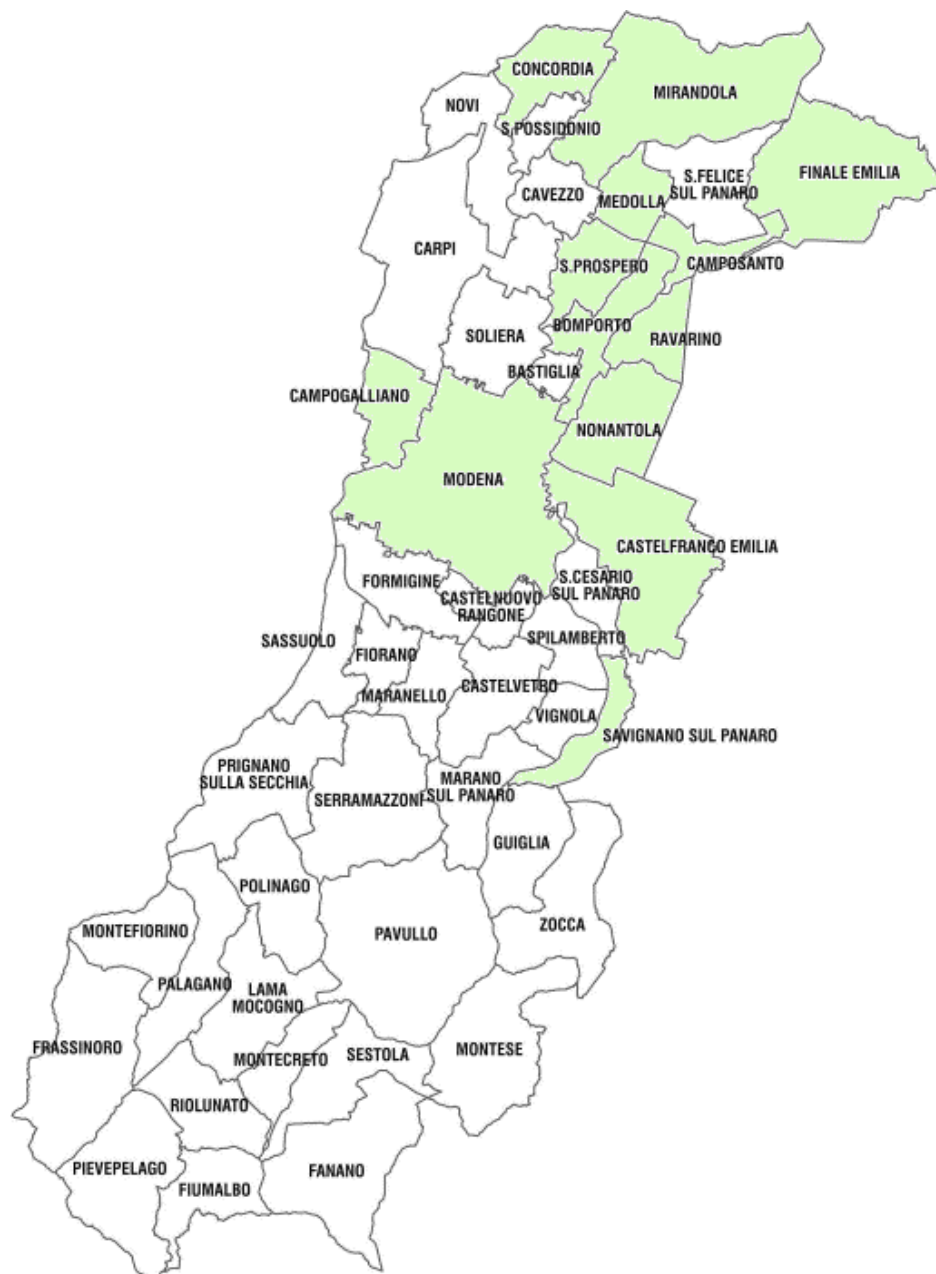 CONCORDIA
MIRANDOLA
NOVI
S.POSSIDONIO
FINALE EMILIA
S.FELICE
SUL PANARO
CAVEZZO
MEDOLLA
CARPI
S.PROSPERO
CAMPOSANTO
SOLIERA
BOMPORTO
RAVARINO
BASTIGLIA
CAMPOGALLIANO
NONANTOLA
MODENA
CASTELFRANCO EMILIA
FORMIGINE
S.CESARIO
SUL PANARO
CASTELNUOVO
RANGONE
SASSUOLO
FIORANO
SPILAMBERTO
MARANELLO
CASTELVETRO
VIGNOLA
SAVIGNANO SUL PANARO
PRIGNANO
SULLA SECCHIA
SERRAMAZZONI
MARANO
SUL PANARO
GUIGLIA
POLINAGO
MONTEFIORINO
PAVULLO
ZOCCA
PALAGANO
LAMA
MOCOGNO
FRASSINORO
MONTECRETO
SESTOLA
MONTESE
RIOLUNATO
PIEVEPELAGO
FIUMALBO
FANANO